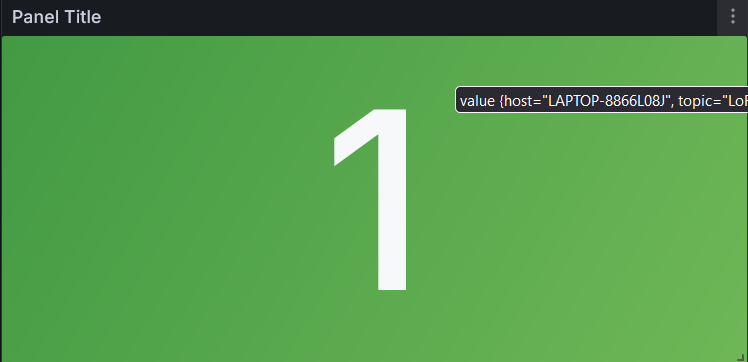 Panel Title
value {host="LAPTOP-8866L08J", topic="Lo
1